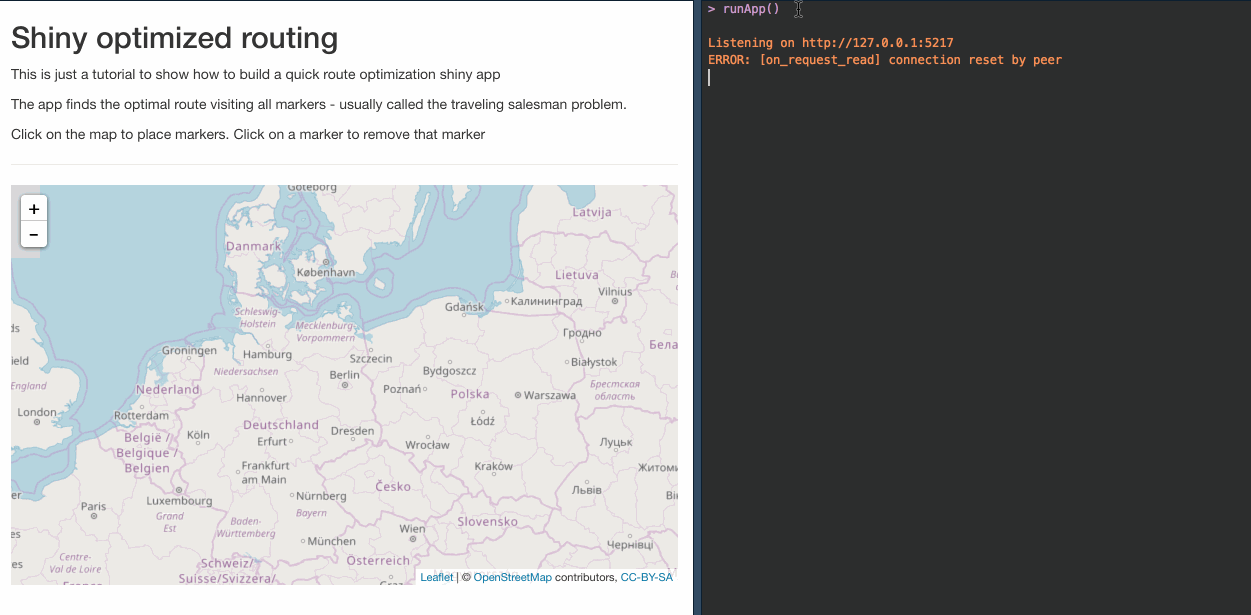 Shiny optimized routing
This is just a tutorial to show how to build a quick route optimization shiny app
The app finds the optimal route visiting all markers - usually called the traveling salesman problem.
Click on the map to place markers. Click on a marker to remove that marker
+
−
Göteborg
Latvija
Danmark
København
Lietuva
Vilnius
Gdańsk
Калининград
Schleswig-
Holstein
Mecklenburg-
Vorpommern
Гродно
Groningen
Hamburg
Szczecin
Białystok
England
Niedersachsen
Berlin
Bydgoszcz
Nederland
Hannover
Poznań
Polska
Warszawa
Брестская
область
London
Rotterdam
Deutschland
Łódź
België /
Belgique /
Belgien
Köln
Erfurt
Dresden
Wrocław
Луцьк
Frankfurt
am Main
Kraków
Česko
Львів
Luxembourg
Nürnberg
Paris
Grand
Est
Bayern
Baden-
Württemberg
Wien
Slovensko
München
Чернівці
Centre-
Val de Loire
Schweiz/
Suisse/Svizzera/
Österreich
Leaflet | © OpenStreetMap contributors, CC-BY-SA
> runApp()
Listening on http://127.0.0.1:5217
ERROR: [on_request_read] connection reset by peer